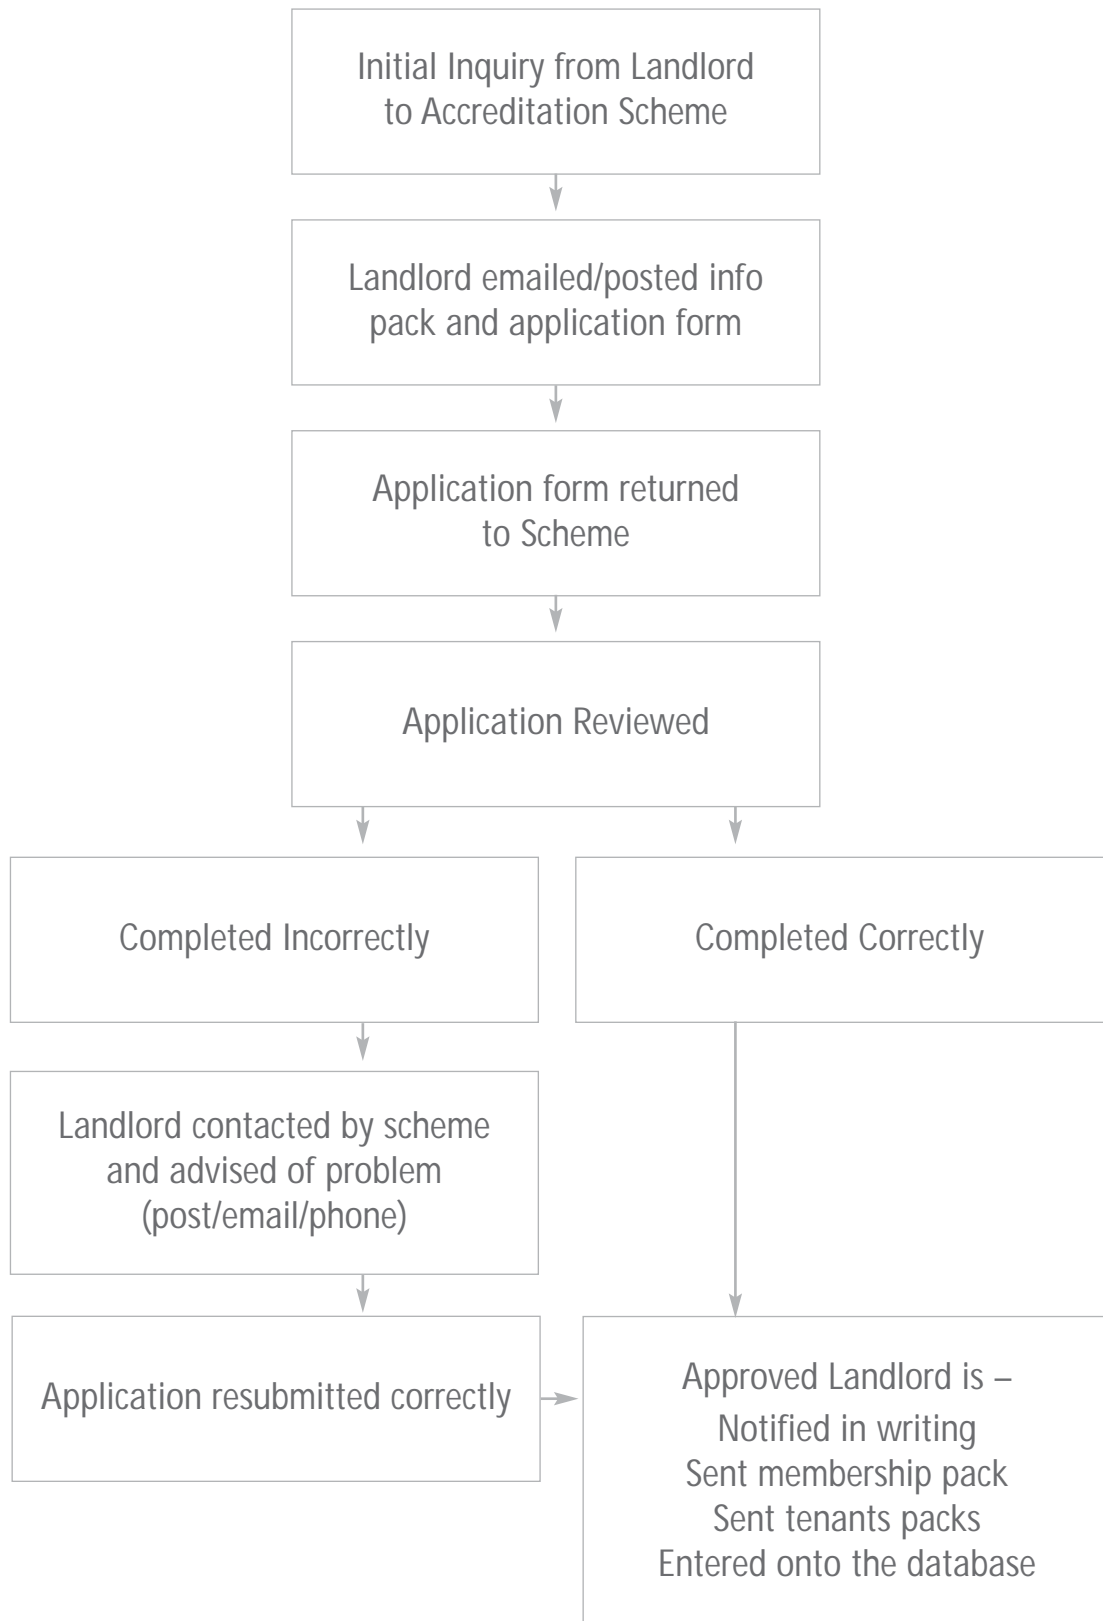 Initial Inquiry from Landlord
to Accreditation Scheme
Landlord emailed/posted info
pack and application form
Application form returned
to Scheme
Application Reviewed
Completed Incorrectly
Completed Correctly
Landlord contacted by scheme
and advised of problem
(post/email/phone)
Application resubmitted correctly
Approved Landlord is –
Notified in writing
Sent membership pack
Sent tenants packs
Entered onto the database